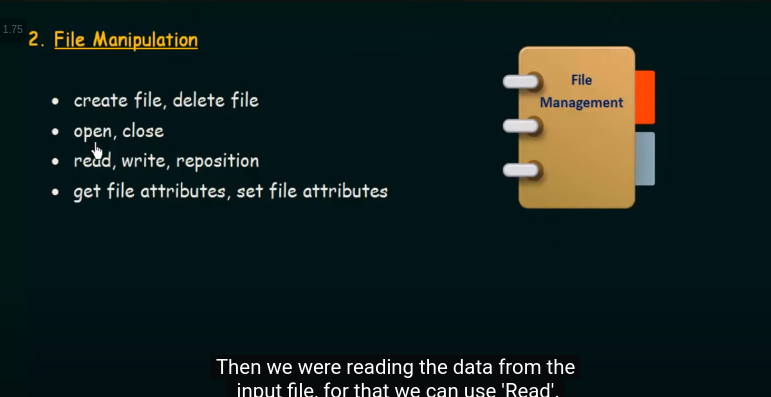 1.75
2. File Manipulation
File
Management
• create file, delete file
• open, close
• read, write, reposition
• get file attributes, set file attributes
Then we were reading the data from the
input file, for that we can use 'Read'.